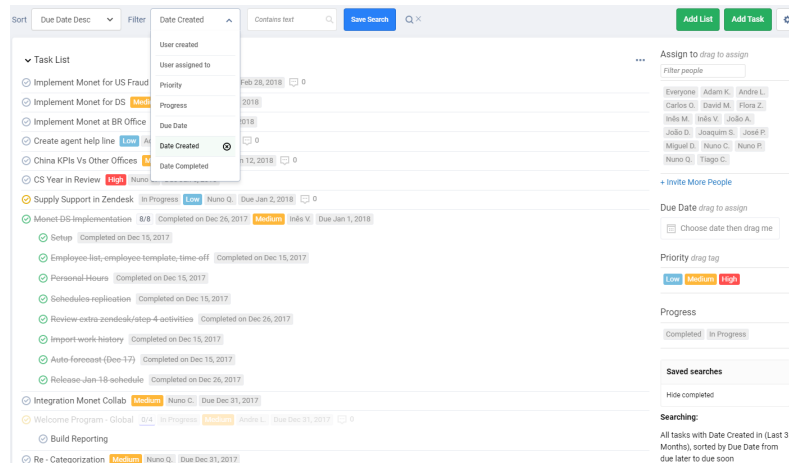 Sort Due Date Desc Filter Date Created Contains text Save Search Add List Add Task
User created
User assigned to
Priority
Progress
Due Date
Date Created
Date Completed
Task List
Implement Monet for US Fraud Feb 28, 2018 0
Implement Monet for DS 2018
Implement Monet at BR Office 2018
Create agent help line Low 0
China KPIs Vs Other Offices 12, 2018 0
CS Year in Review High Nuno
Supply Support in Zendesk In Progress Low Nuno Q. Due Jan 2, 2018 0
Monet DS Implementation 8/8 Completed on Dec 26, 2017 Medium Inês V. Due Jan 1, 2018
Setup Completed on Dec 15, 2017
Employee list, employee template, time off Completed on Dec 15, 2017
Personal Hours Completed on Dec 15, 2017
Schedules replication Completed on Dec 15, 2017
Review extra zendesk/step 4 activities Completed on Dec 26, 2017
Import work history Completed on Dec 15, 2017
Auto forecast (Dec 17) Completed on Dec 15, 2017
Release Jan 18 schedule Completed on Dec 26, 2017
Integration Monet Collab Medium Nuno C. Due Dec 31, 2017
Welcome Program - Global 0/4 In Progress Medium Andre L. Due Dec 31, 2017 0
Build Reporting
Re - Categorization Medium Nuno Q. Due Dec 31, 2017
Assign to drag to assign
Filter people
Everyone Adam K. Andre L.
Carlos O. David M. Flora Z.
Inês M. Inês V. João A.
João D. Joaquim S. José P.
Miguel D. Nuno C. Nuno P.
Nuno Q. Tiago C.
+ Invite More People
Due Date drag to assign
Choose date then drag me
Priority drag tag
Low Medium High
Progress
Completed In Progress
Saved searches
Hide completed
Searching:
All tasks with Date Created in (Last 3
Months), sorted by Due Date from
due later to due soon